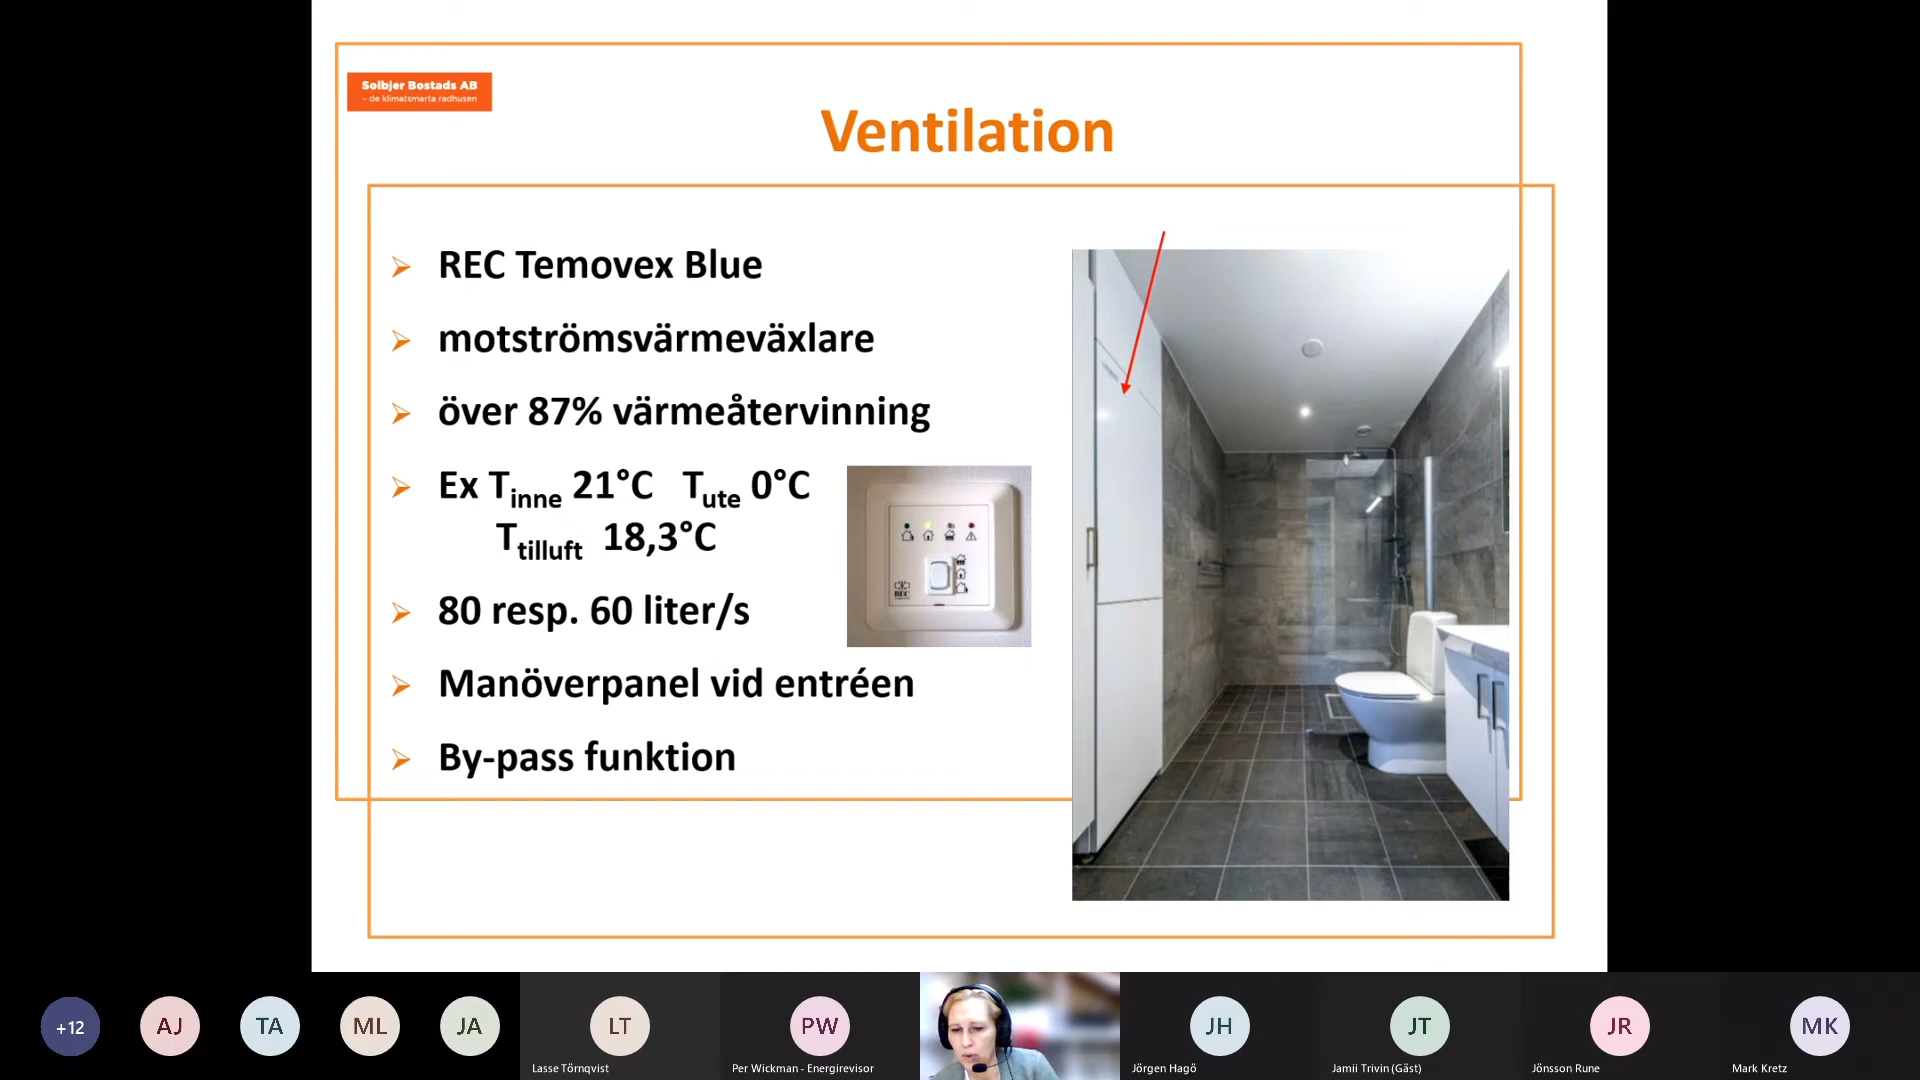 Solbjer Bostads AB
– de klimatsmarta radhusen
Ventilation
REC Temovex Blue
motströmsvärmeväxlare
över 87% värmeåtervinning
Ex Tinne 21°C Tute 0°C
Ttilluft 18,3°C
80 resp. 60 liter/s
Manöverpanel vid entréen
By-pass funktion
REC
+12
AJ
TA
ML
JA
LT
PW
JH
JT
JR
MK
Lasse Törnqvist
Per Wickman - Energirevisor
Jörgen Hagö
Jamii Trivin (Gäst)
Jönsson Rune
Mark Kretz